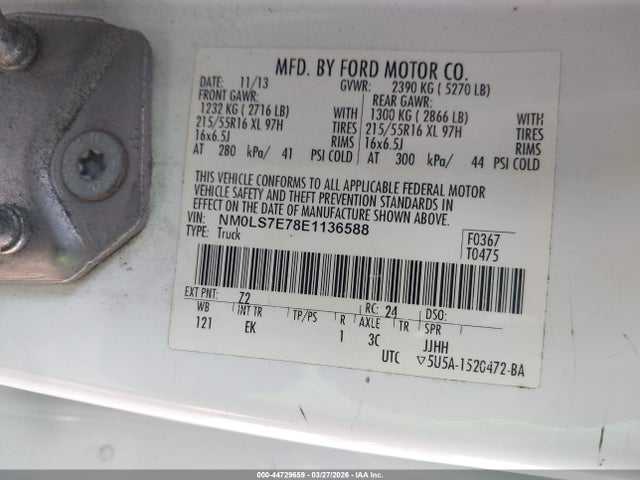 MFD. BY FORD MOTOR CO.
DATE: 11/13 GVWR: 2390 KG ( 5270 LB)
FRONT GAWR: REAR GAWR:
1232 KG ( 2716 LB) WITH 1300 KG ( 2866 LB) WITH
215/55R16 XL 97H TIRES 215/55R16 XL 97H TIRES
16x6.5J RIMS 16x6.5J RIMS
AT 280 kPa/ 41 PSI COLD AT 300 kPa/ 44 PSI COLD
THIS VEHICLE CONFORMS TO ALL APPLICABLE FEDERAL MOTOR
VEHICLE SAFETY AND THEFT PREVENTION STANDARDS IN
EFFECT ON THE DATE OF MANUFACTURE SHOWN ABOVE.
VIN: NM0LS7E78E1136588 F0367
TYPE: Truck T0475
EXT PNT: Z2 RC: 24 DSO:
WB INT TR TP/PS R AXLE TR SPR
121 EK 1 3C JJHH
UTC ▽5U5A-1520472-BA
000-44729659 | 03/27/2026 | IAAI.COM